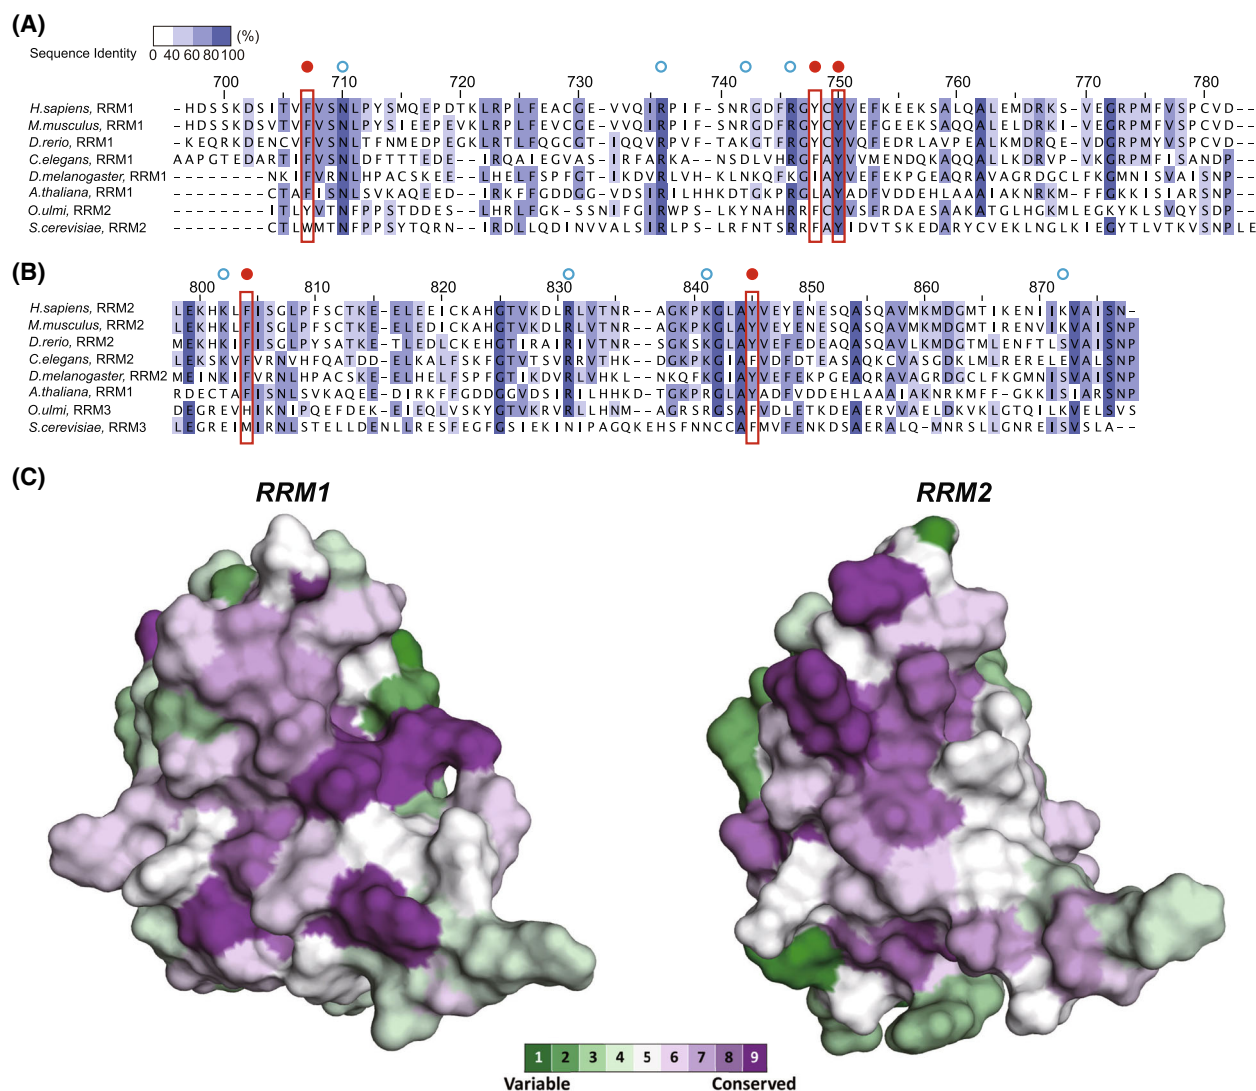 (A)
Sequence Identity
(%)
0 40 60 80 100
700 710 720 730 740 750 760 770 780
H.sapiens, RRM1 -HDSSKDSITVFVSNLPYSMQEPDTKLRPLFEACGE-VVQIRPIF-SNRGDFRGYCYVEFKEEKSALQALEMDRKS-VEGRPMFVSPCVD--
M.musculus, RRM1 -HDSSKDSVTVFVSNLPYSIEEPEVKLRPLFEVCGE-VVQIRPIF-SNRGDFRGYCYVEFGEEKSAQQALELDRKI-VEGRPMFVSPCVD--
D.rerio, RRM1 -KEQRKDENCVFVSNLTFNMEDPEGKLRTLFQGCGT-IQQVRPVF-TAKGTFRGYCYVQFEDRLAVPEALKMDRQE-VKGRPMYVSPCVD--
C.elegans, RRM1 AAPGTEDARTIFVSNLDFTTTEDE--IRQAIEGVAS-IRFARKA--NSDLVHRGFAYVVMENDQKAQQALLKDRVP-VKGRPMFISANDP--
D.melanogaster, RRM1 --------NKIFVRNLHPACSKEE--LHELFSPFGT-IKDVRLVH-KLNKQFKGIAYVEFEKPGEAQRAVAGRDGCLFKGMNISVAISNP--
A.thaliana, RRM1 --------CTAFISNLSVKAQEED--IRKFFGDDGG-VDSIRILHHKDTGKPRGLAYADFVDDEHLAAAIAKNRKM-FFGKKISIARSNP--
O.ulmi, RRM2 --------ITLYVTNFPPSTDDES--LHRLFGK-SSNIFGIRWPS-LKYNAHRRFCYVSFRDAESAAKATGLHGKMLEGKYKLSVQYSDP--
S.cerevisiae, RRM2 --------CTLWMTNFPPSYTQRN--IRDLLQDINVVALSIRLPSLRFNTSRRFAYIDVTSKEDARYCVEKLNGLKIEGYTLVTKVSNPLE
(B)
800 810 820 830 840 850 860 870
H.sapiens, RRM2 LEKHKLFISGLPFSCTKE-ELEEICKAHGTVKDLRLVTNR--AGKPKGLAYVEYENESQASQAVMKMDGMTIKENIIKVAISN--
M.musculus, RRM2 LEKHKLFISGLPFSCTKE-ELEDICKAHGTVKDLRLVTNR--AGKPKGLAYVEYENESQASQAVMKMDGMTIRENVIKVAISNP
D.rerio, RRM2 MEKHKIFISGLPYSATKE-TLEDLCKEHGTIRAIRIVTNR--SGKSKGLAYVEFEDEAQASQAVLKMDGTMLENFTLSVAISNP
C.elegans, RRM2 LEKSKVFVRNVHFQATDD-ELKALFSKFGTVTSVRRVTHK--DGKPKGIAFVDFDTEASAQKCVASGDKLMLRERELEVALSNP
D.melanogaster, RRM2 MEINKIFVRNLHPACSKE-ELHELFSPFGTIKDVRLVHKL--NKQFKGIAYVEFEKPGEAQRAVAGRDGCLFKGMNISVAISNP
A.thaliana, RRM1 RDECTAFISNLSVKAQEE-DIRKFFGDDGGVDSIRILHHKDTGKPRGLAYADFVDDEHLAAAIAKNRKMFF-GKKISIARSNP
O.ulmi, RRM3 DEGREVHIKNIPQEFDEK-EIEQLVSKYGTVKRVRLLHNM--AGRSRGSAFVDLETKDEAERVVAELDKVKLGTQILKVELSVS
S.cerevisiae, RRM3 LEGREIMIRNLSTELLDENLLRESFEGFGSIEKINIPAGQKEHSFNNCCAFMVFENKDSAERALQ-MNRSLLGNREISVSLA--
(C)
RRM1 RRM2
1 2 3 4 5 6 7 8 9
Variable Conserved